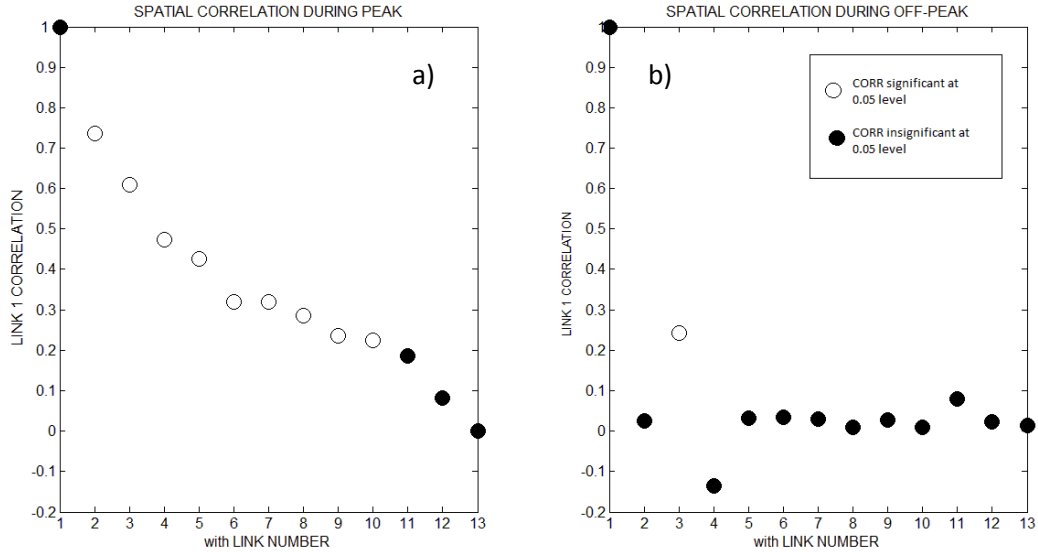 SPATIAL CORRELATION DURING PEAK
a)
1
0.9
0.8
0.7
0.6
0.5
0.4
0.3
0.2
0.1
0
-0.1
-0.2
LINK 1 CORRELATION
1 2 3 4 5 6 7 8 9 10 11 12 13
with LINK NUMBER
SPATIAL CORRELATION DURING OFF-PEAK
b)
CORR significant at
0.05 level
CORR insignificant at
0.05 level
1
0.9
0.8
0.7
0.6
0.5
0.4
0.3
0.2
0.1
0
-0.1
-0.2
LINK 1 CORRELATION
1 2 3 4 5 6 7 8 9 10 11 12 13
with LINK NUMBER